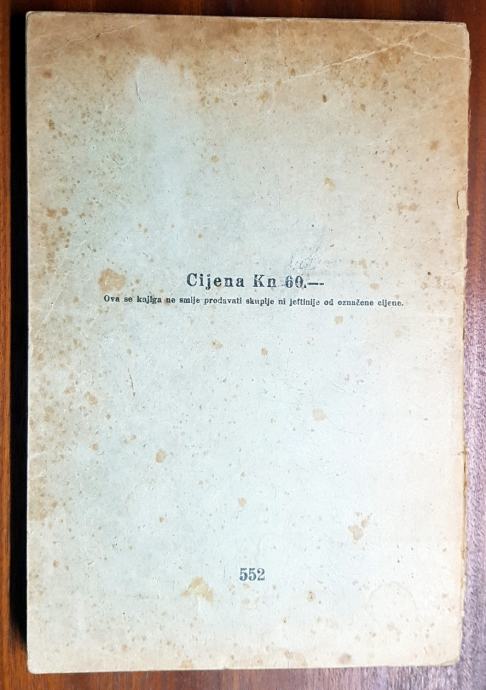 Cijena Kn 60.—
Ova se knjiga ne smije prodavati skuplje ni jeftinije od označene cijene.
552